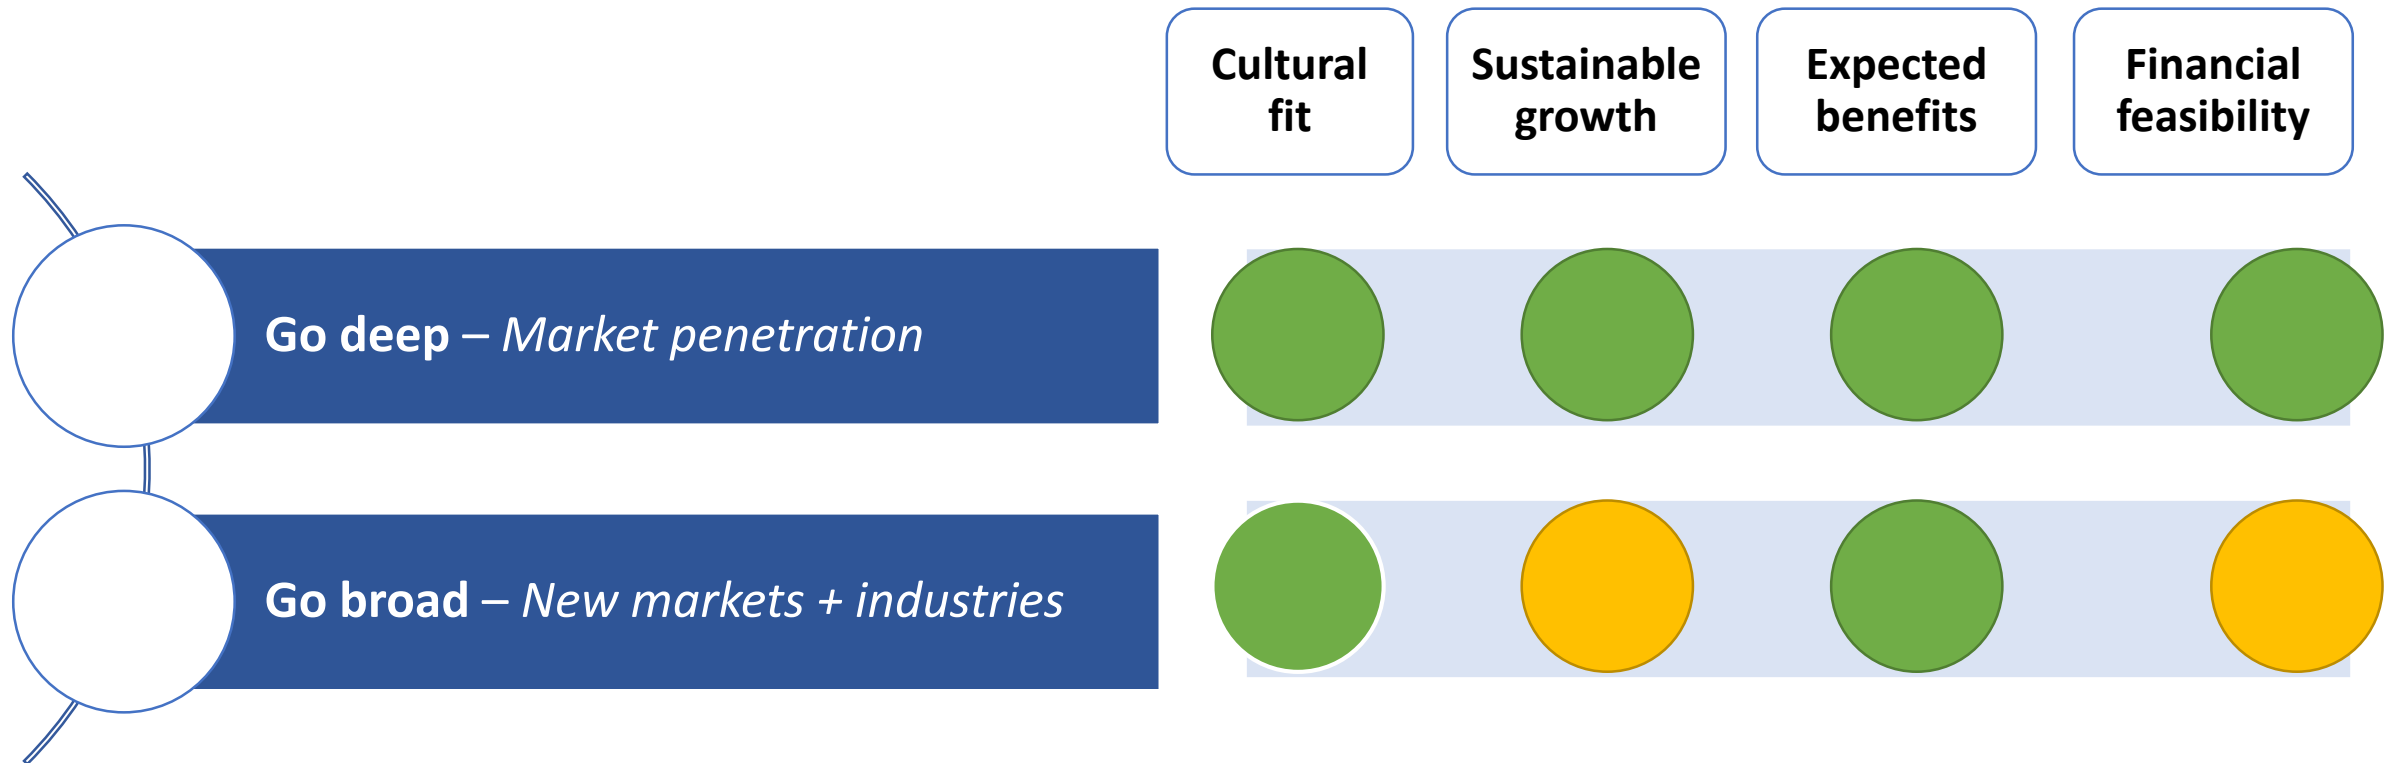 Cultural
fit
Sustainable
growth
Expected
benefits
Financial
feasibility
Go deep – Market penetration
Go broad – New markets + industries